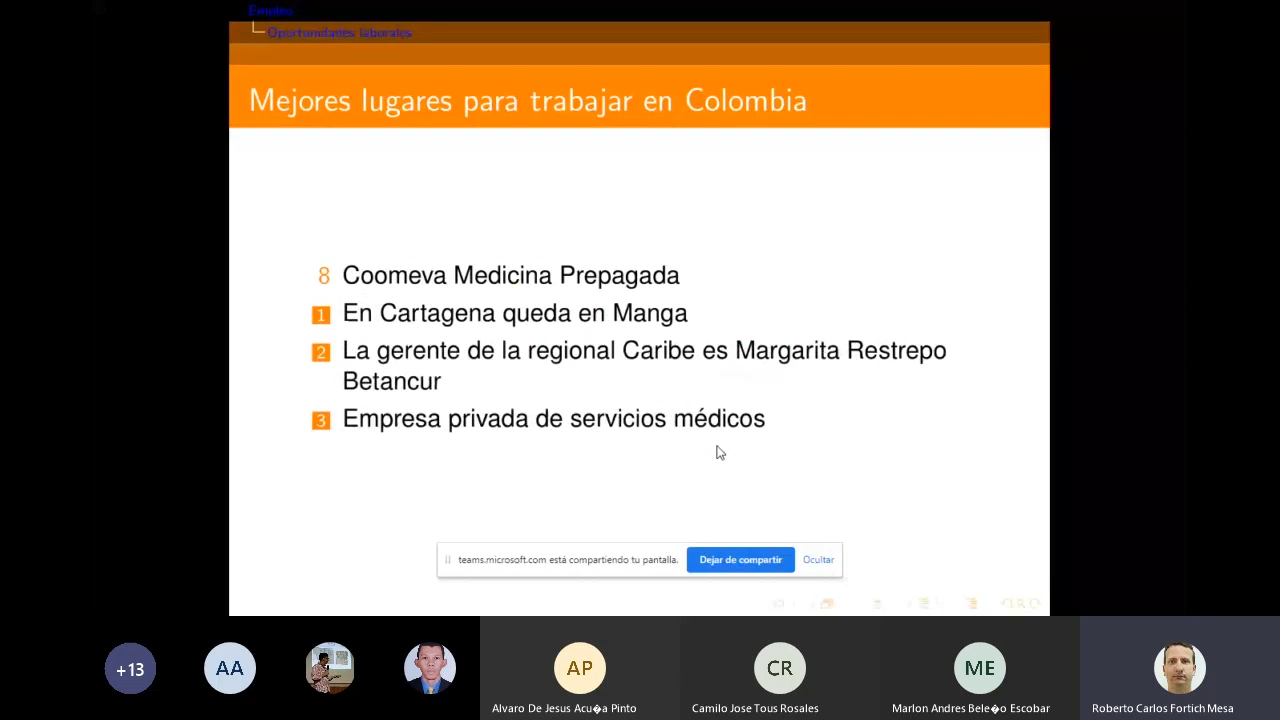 Empleo
Oportunidades laborales
Mejores lugares para trabajar en Colombia
8 Coomeva Medicina Prepagada
1 En Cartagena queda en Manga
2 La gerente de la regional Caribe es Margarita Restrepo
Betancur
3 Empresa privada de servicios médicos
teams.microsoft.com está compartiendo tu pantalla. Dejar de compartir Ocultar
+13 AA AP CR ME
Alvaro De Jesus Acu�a Pinto Camilo Jose Tous Rosales Marlon Andres Bele�o Escobar Roberto Carlos Fortich Mesa